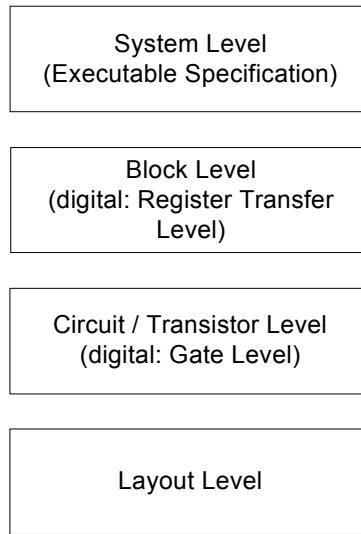 System Level
(Executable Specification)
Block Level
(digital: Register Transfer
Level)
Circuit / Transistor Level
(digital: Gate Level)
Layout Level